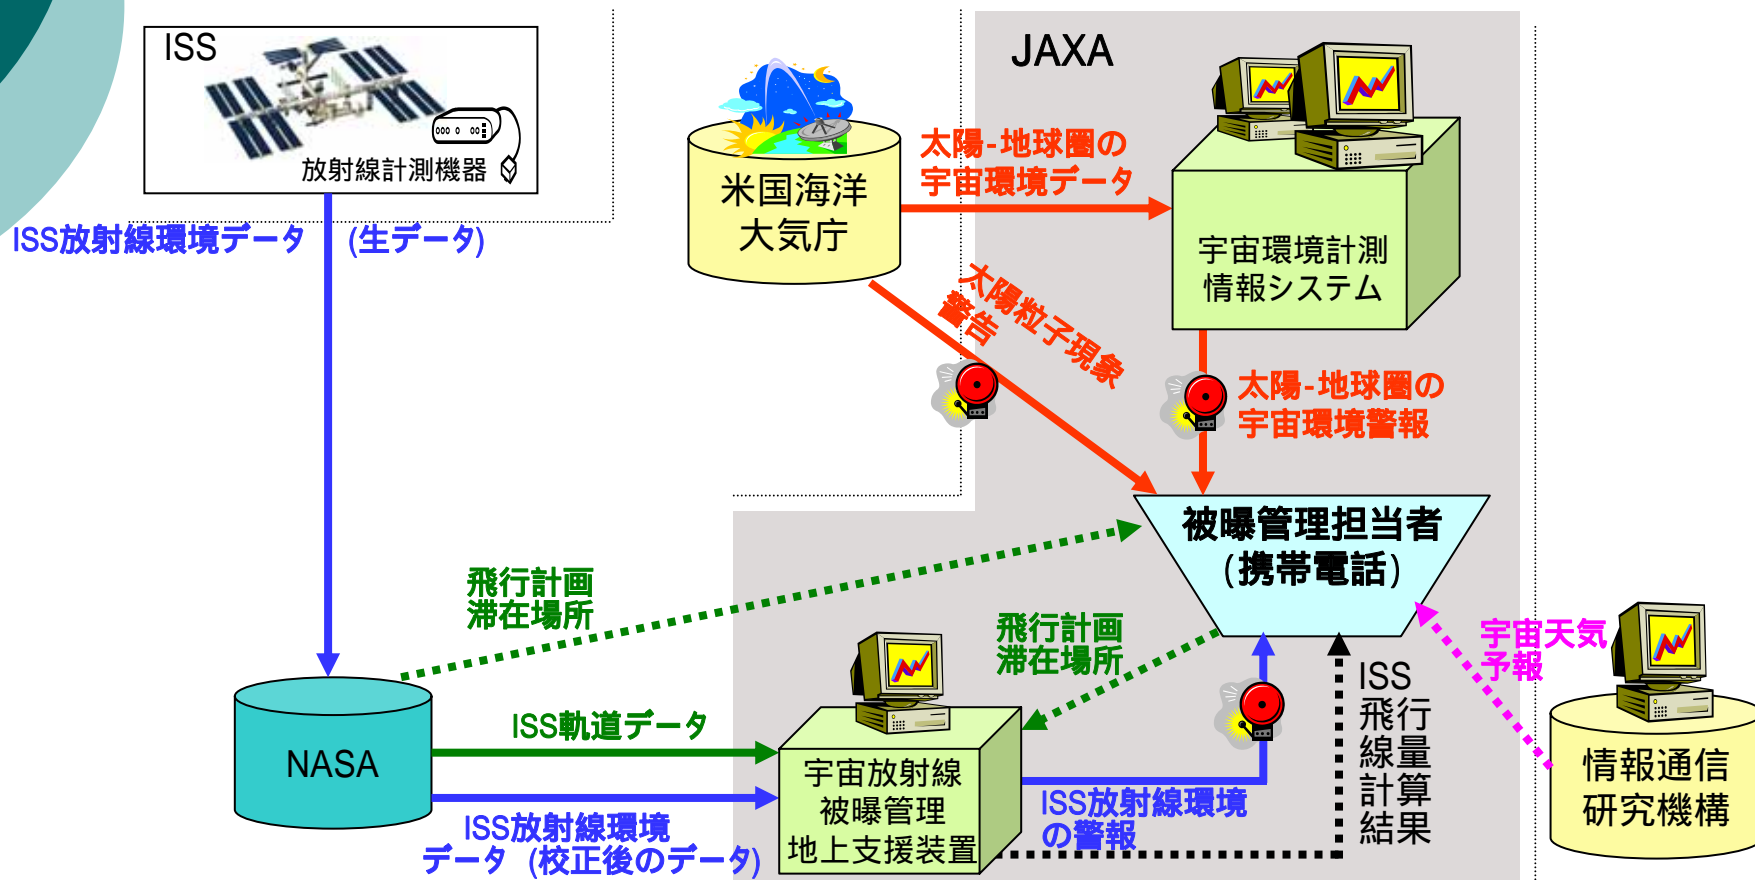 ISS
放射線計測機器
ISS放射線環境データ (生データ)
米国海洋
大気庁
太陽-地球圏の
宇宙環境データ
JAXA
宇宙環境計測
情報システム
太陽粒子現象
警告
太陽-地球圏の
宇宙環境警報
被曝管理担当者
(携帯電話)
飛行計画
滞在場所
飛行計画
滞在場所
宇宙天気
予報
ISS
飛行
線量
計算
結果
情報通信
研究機構
NASA
ISS軌道データ
ISS放射線環境
データ (校正後のデータ)
宇宙放射線
被曝管理
地上支援装置
ISS放射線環境
の警報